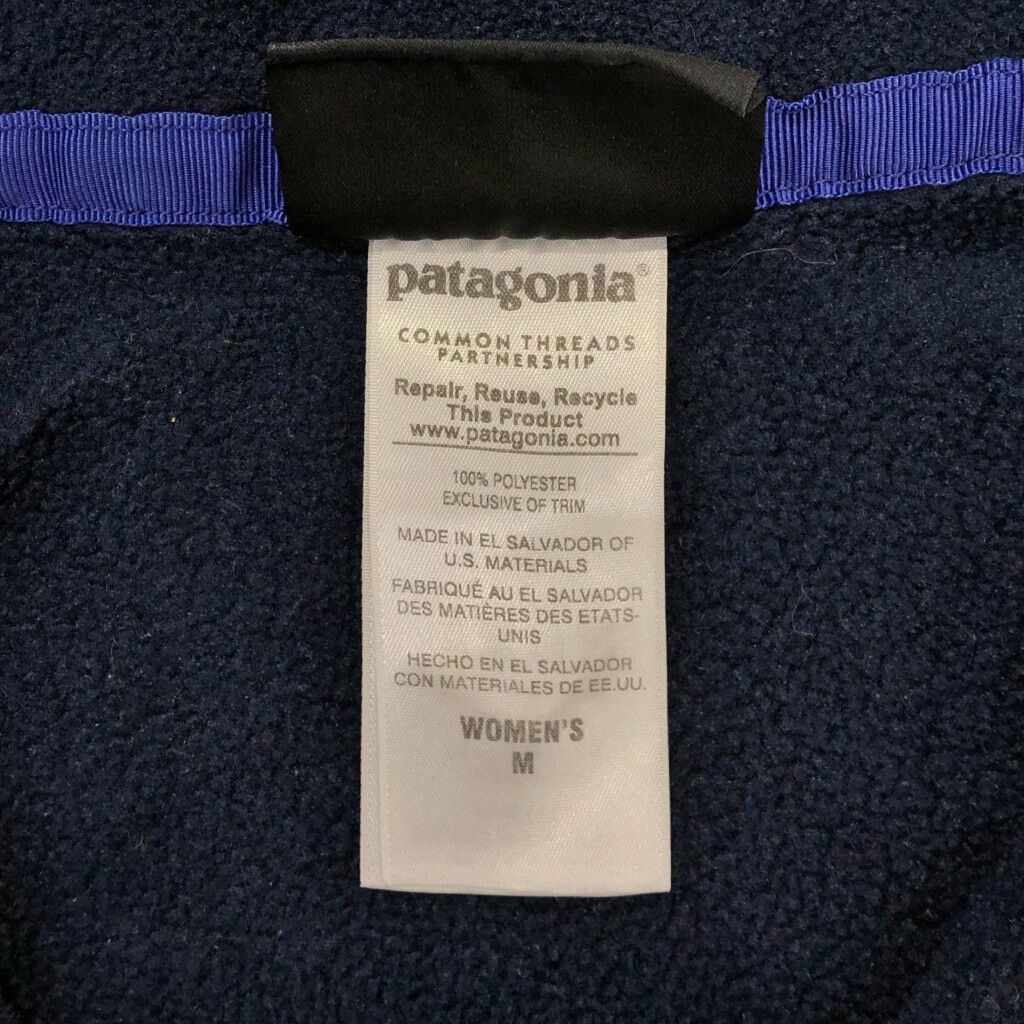 patagonia®
COMMON THREADS
PARTNERSHIP
Repair, Reuse, Recycle
This Product
www.patagonia.com
100% POLYESTER
EXCLUSIVE OF TRIM
MADE IN EL SALVADOR OF
U.S. MATERIALS
FABRIQUÉ AU EL SALVADOR
DES MATIÈRES DES ETATS-
UNIS
HECHO EN EL SALVADOR
CON MATERIALES DE EE.UU.
WOMEN'S
M